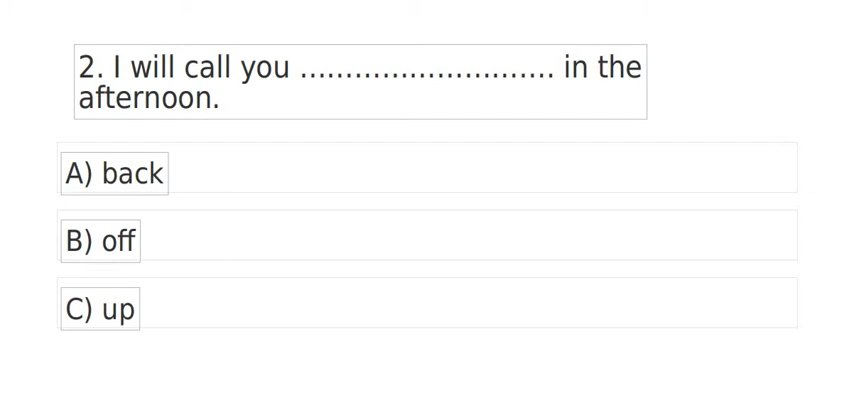 2. I will call you ............................ in the
afternoon.
A) back
B) off
C) up